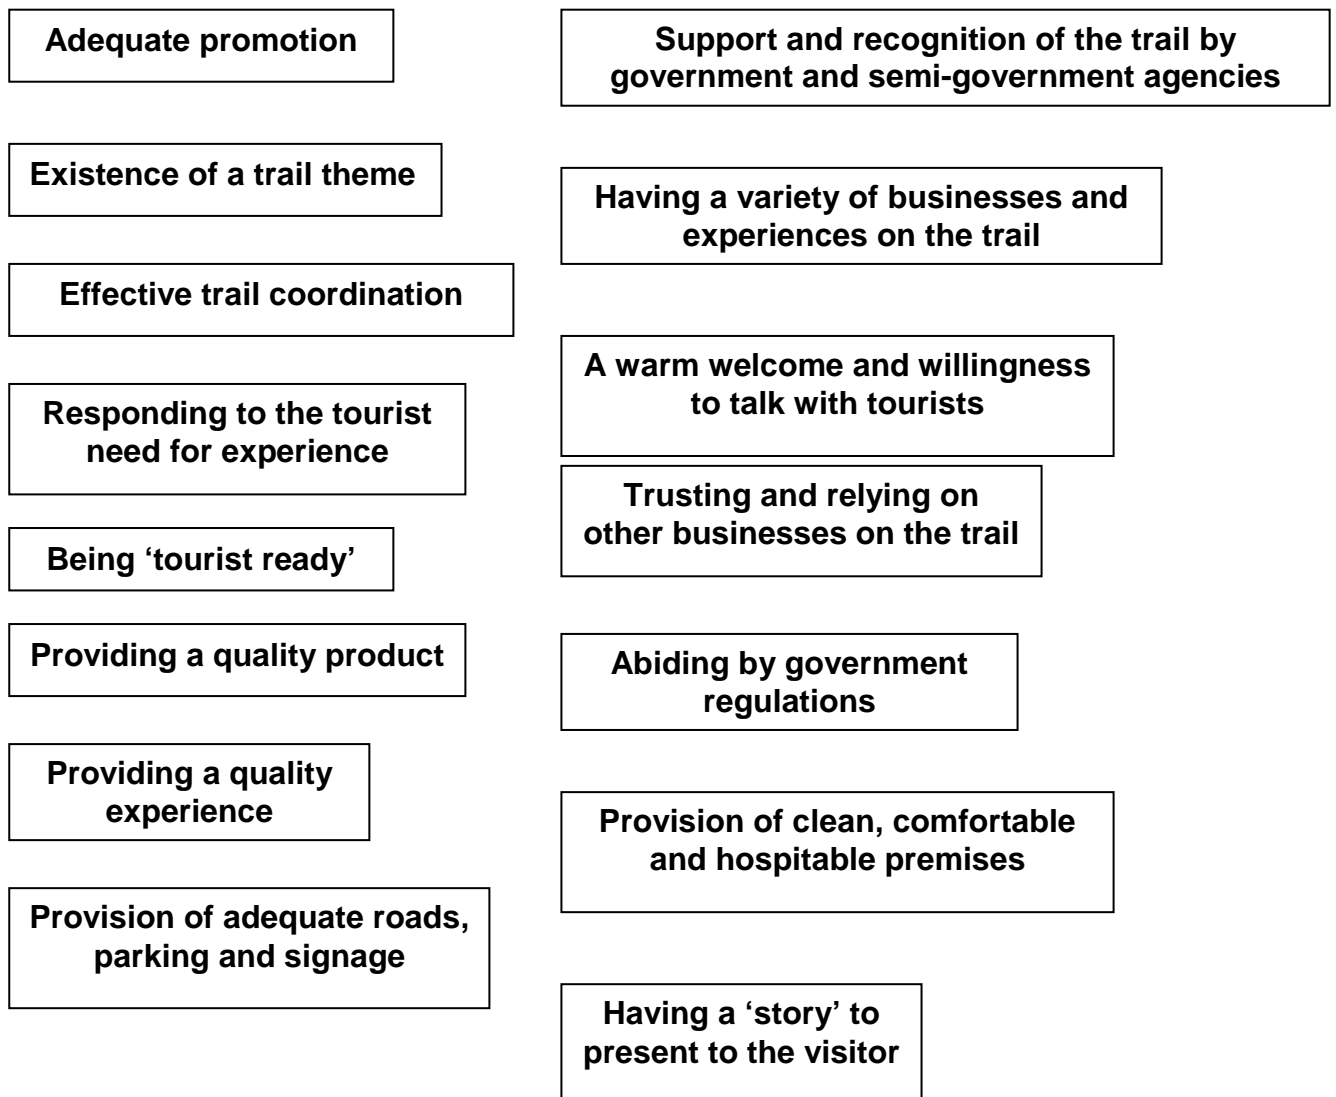 Adequate promotion
Existence of a trail theme
Effective trail coordination
Responding to the tourist
need for experience
Being ‘tourist ready’
Providing a quality product
Providing a quality
experience
Provision of adequate roads,
parking and signage
Support and recognition of the trail by
government and semi-government agencies
Having a variety of businesses and
experiences on the trail
A warm welcome and willingness
to talk with tourists
Trusting and relying on
other businesses on the trail
Abiding by government
regulations
Provision of clean, comfortable
and hospitable premises
Having a ‘story’ to
present to the visitor